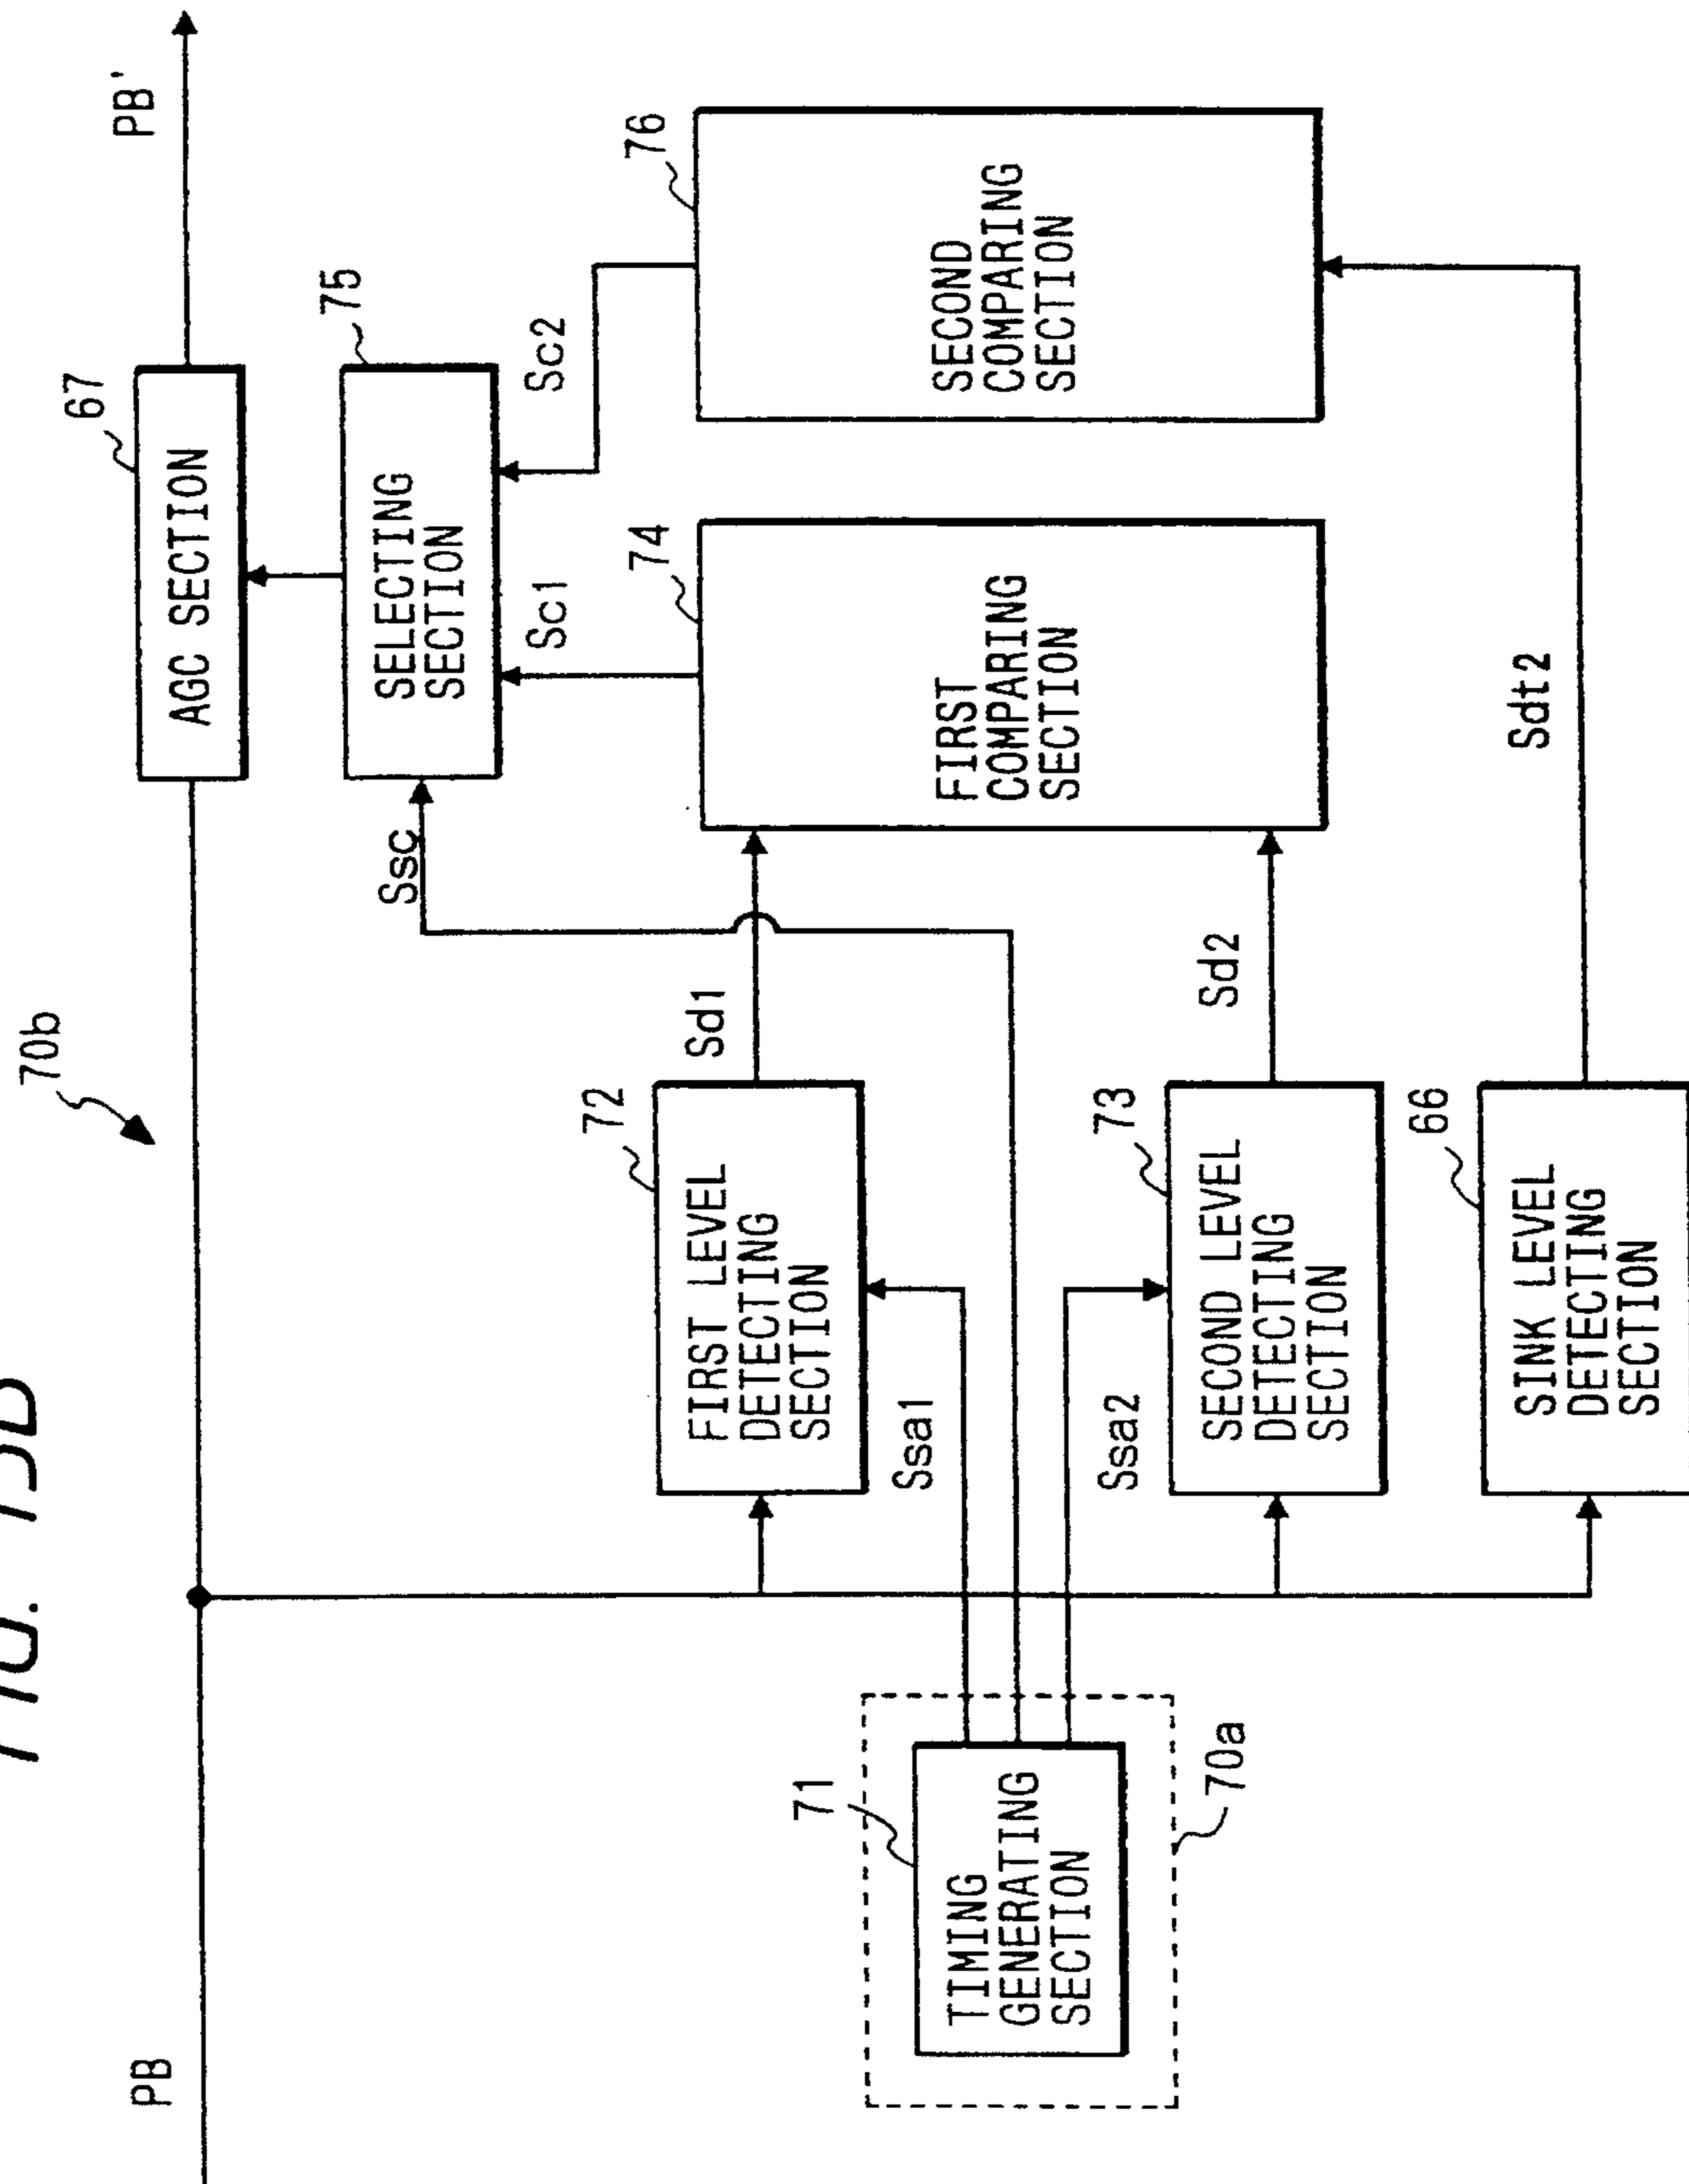 FIG. 15B
70b
PB
PB'
67
AGC SECTION
75
SELECTING
SECTION
Ssc
Sc1
Sc2
72
FIRST LEVEL
DETECTING
SECTION
Sd1
74
FIRST
COMPARING
SECTION
76
SECOND
COMPARING
SECTION
71
TIMING
GENERATING
SECTION
70a
Ssa1
Ssa2
73
SECOND LEVEL
DETECTING
SECTION
Sd2
66
SINK LEVEL
DETECTING
SECTION
Sdt2